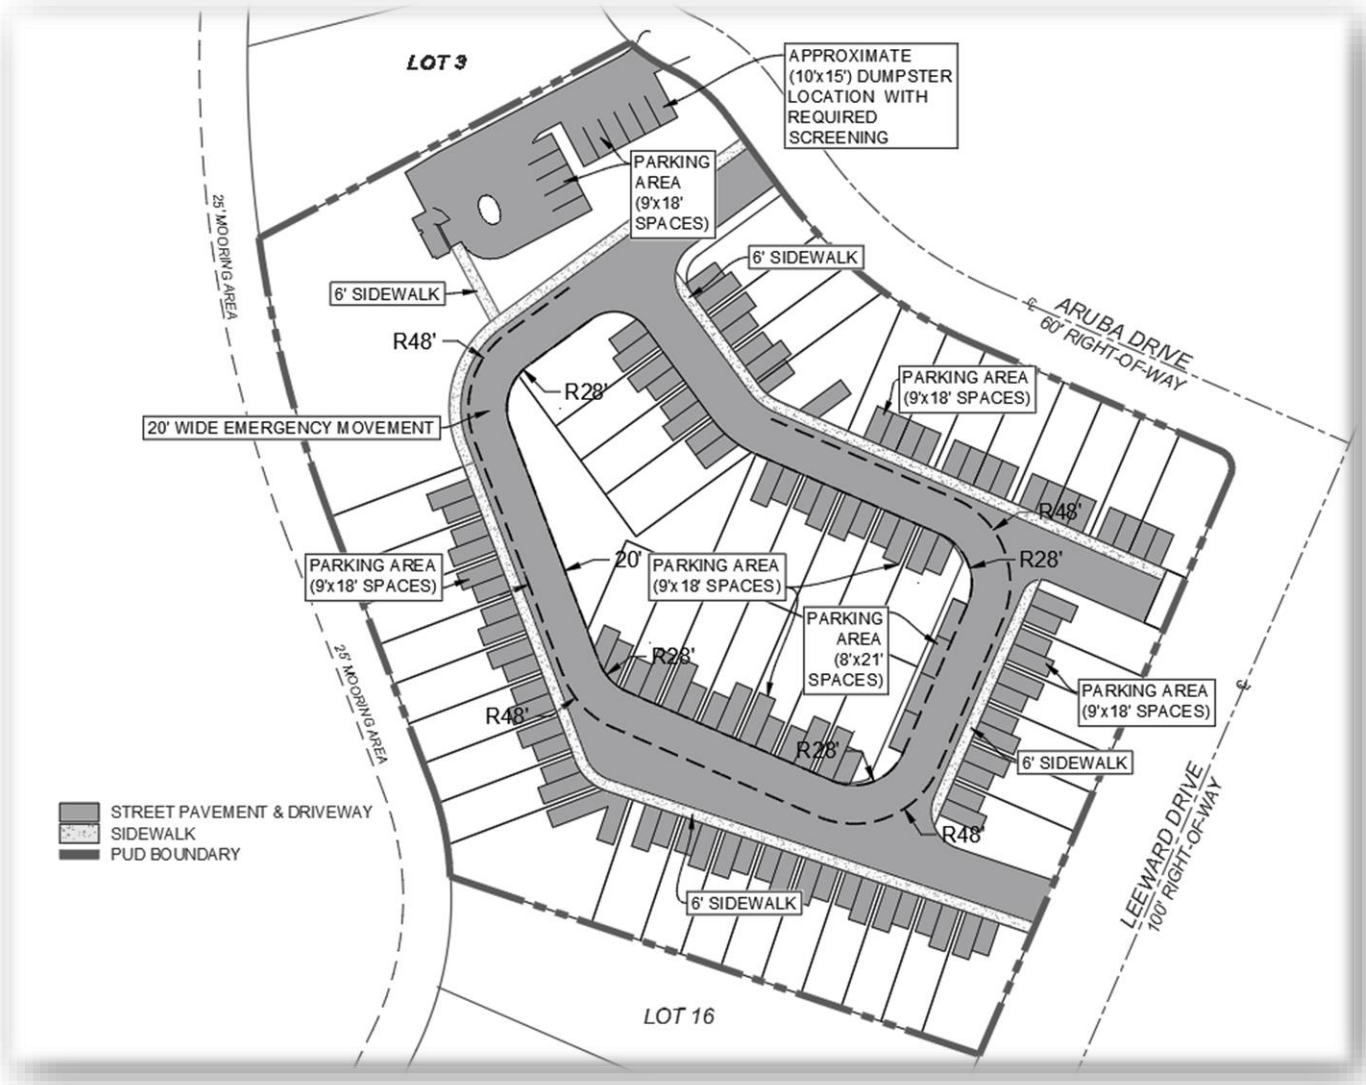 LOT 9
APPROXIMATE
(10'x15') DUMPSTER
LOCATION WITH
REQUIRED
SCREENING
PARKING
AREA
(9'x18'
SPACES)
25' MOORING AREA
6' SIDEWALK
6' SIDEWALK
ARUBA DRIVE
60' RIGHT-OF-WAY
R48'
R28'
PARKING AREA
(9'x18' SPACES)
20' WIDE EMERGENCY MOVEMENT
R48'
R28'
20'
PARKING AREA
(9'x18' SPACES)
PARKING AREA
(9'x18' SPACES)
PARKING
AREA
(8'x21'
SPACES)
25' MOORING AREA
R28'
R48'
PARKING AREA
(9'x18' SPACES)
R28'
6' SIDEWALK
LEEWARD DRIVE
100' RIGHT-OF-WAY
R48'
STREET PAVEMENT & DRIVEWAY
SIDEWALK
PUD BOUNDARY
6' SIDEWALK
LOT 16